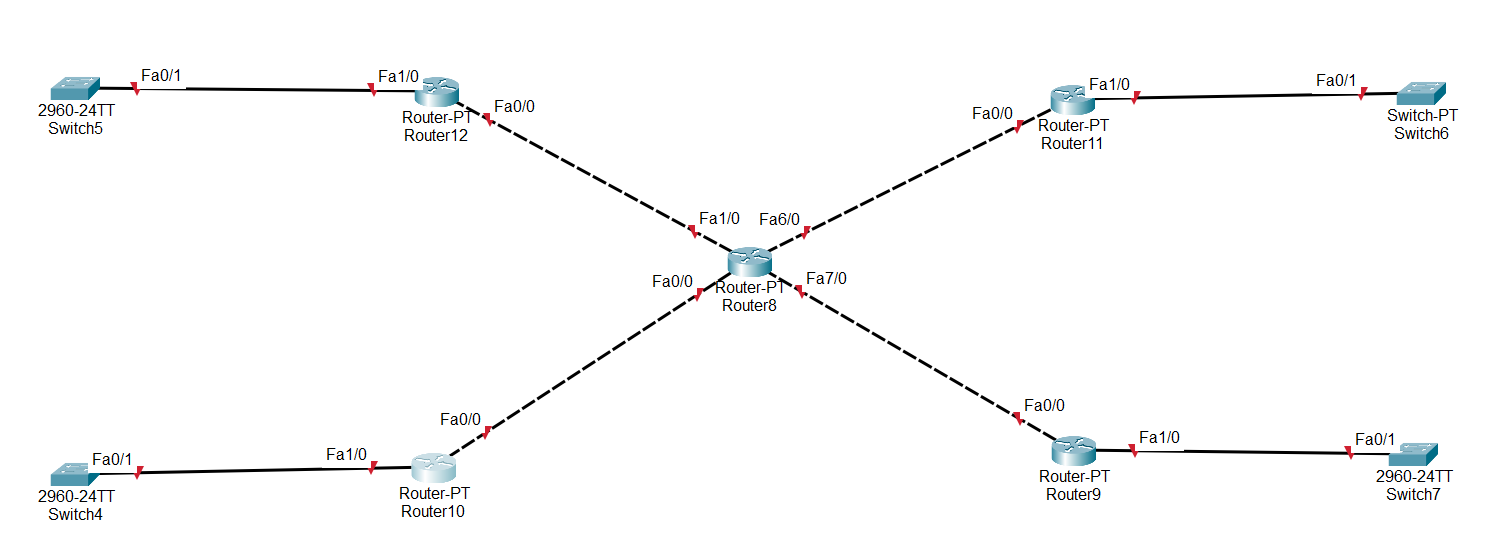 Fa0/1
Fa1/0
2960-24TT
Switch5
Fa0/0
Router-PT
Router12
Fa1/0
Fa0/1
Fa0/0
Router-PT
Router11
Switch-PT
Switch6
Fa1/0
Fa6/0
Fa0/0
Fa7/0
Router-PT
Router8
Fa0/0
Fa0/1
Fa1/0
2960-24TT
Switch4
Router-PT
Router10
Fa0/0
Fa1/0
Fa0/1
Router-PT
Router9
2960-24TT
Switch7